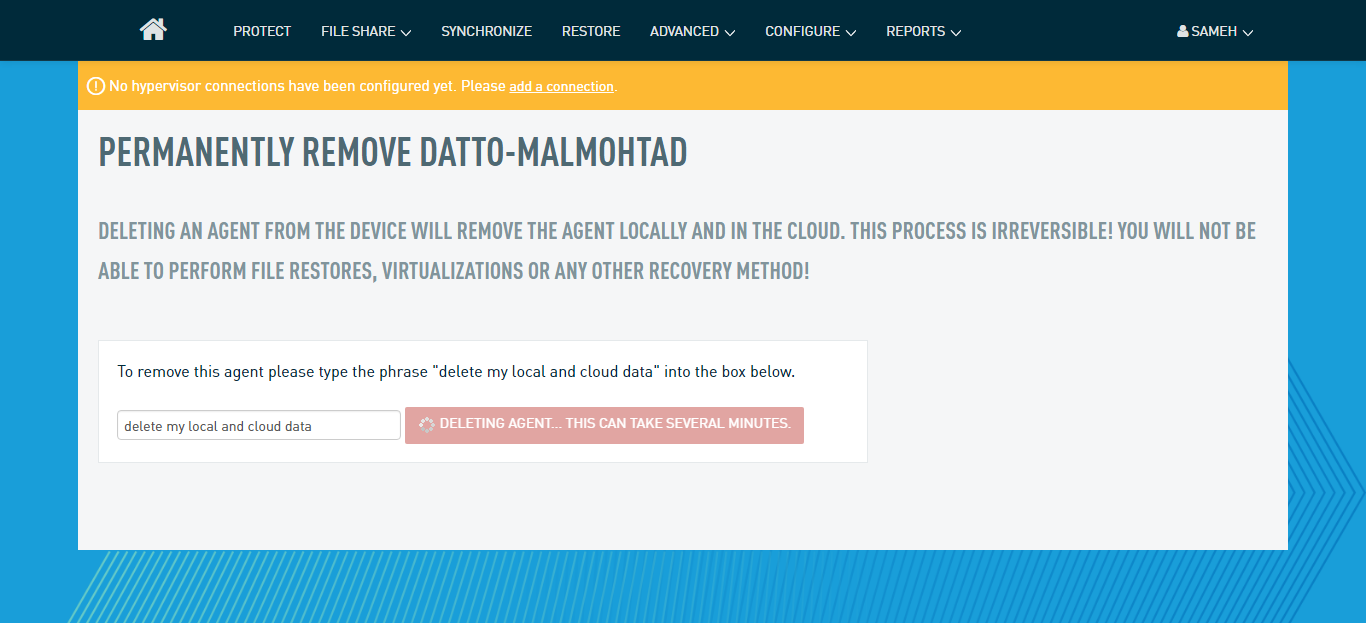 PROTECT FILE SHARE SYNCHRONIZE RESTORE ADVANCED CONFIGURE REPORTS SAMEH
No hypervisor connections have been configured yet. Please add a connection.
PERMANENTLY REMOVE DATTO-MALMOHTAD
DELETING AN AGENT FROM THE DEVICE WILL REMOVE THE AGENT LOCALLY AND IN THE CLOUD. THIS PROCESS IS IRREVERSIBLE! YOU WILL NOT BE
ABLE TO PERFORM FILE RESTORES, VIRTUALIZATIONS OR ANY OTHER RECOVERY METHOD!
To remove this agent please type the phrase "delete my local and cloud data" into the box below.
delete my local and cloud data DELETING AGENT... THIS CAN TAKE SEVERAL MINUTES.